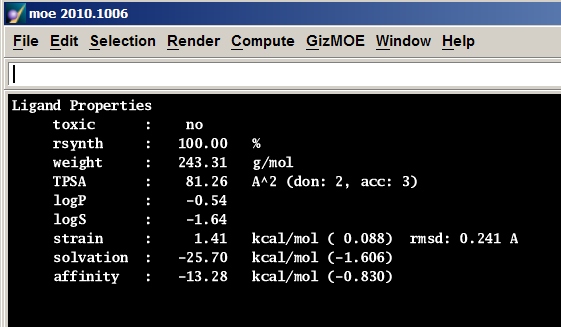 moe 2010.1006
File Edit Selection Render Compute GizMOE Window Help
Ligand Properties
toxic : no
rsynth : 100.00 %
weight : 243.31 g/mol
TPSA : 81.26 A^2 (don: 2, acc: 3)
logP : -0.54
logS : -1.64
strain : 1.41 kcal/mol ( 0.088) rmsd: 0.241 A
solvation : -25.70 kcal/mol (-1.606)
affinity : -13.28 kcal/mol (-0.830)